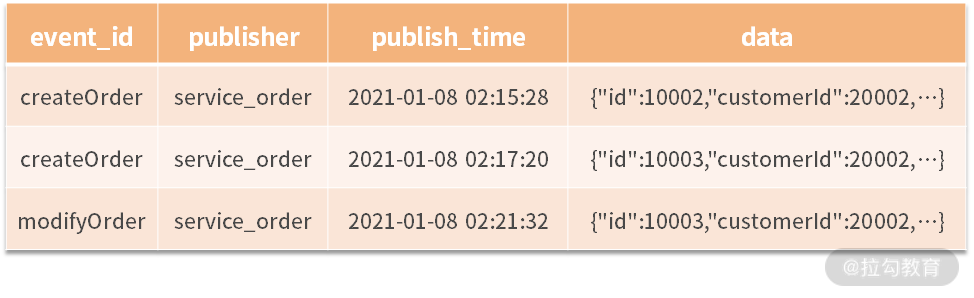 event_id publisher publish_time data
createOrder service_order 2021-01-08 02:15:28 {"id":10002,"customerId":20002,…}
createOrder service_order 2021-01-08 02:17:20 {"id":10003,"customerId":20002,…}
modifyOrder service_order 2021-01-08 02:21:32 {"id":10003,"customerId":20002,…}
@拉勾教育